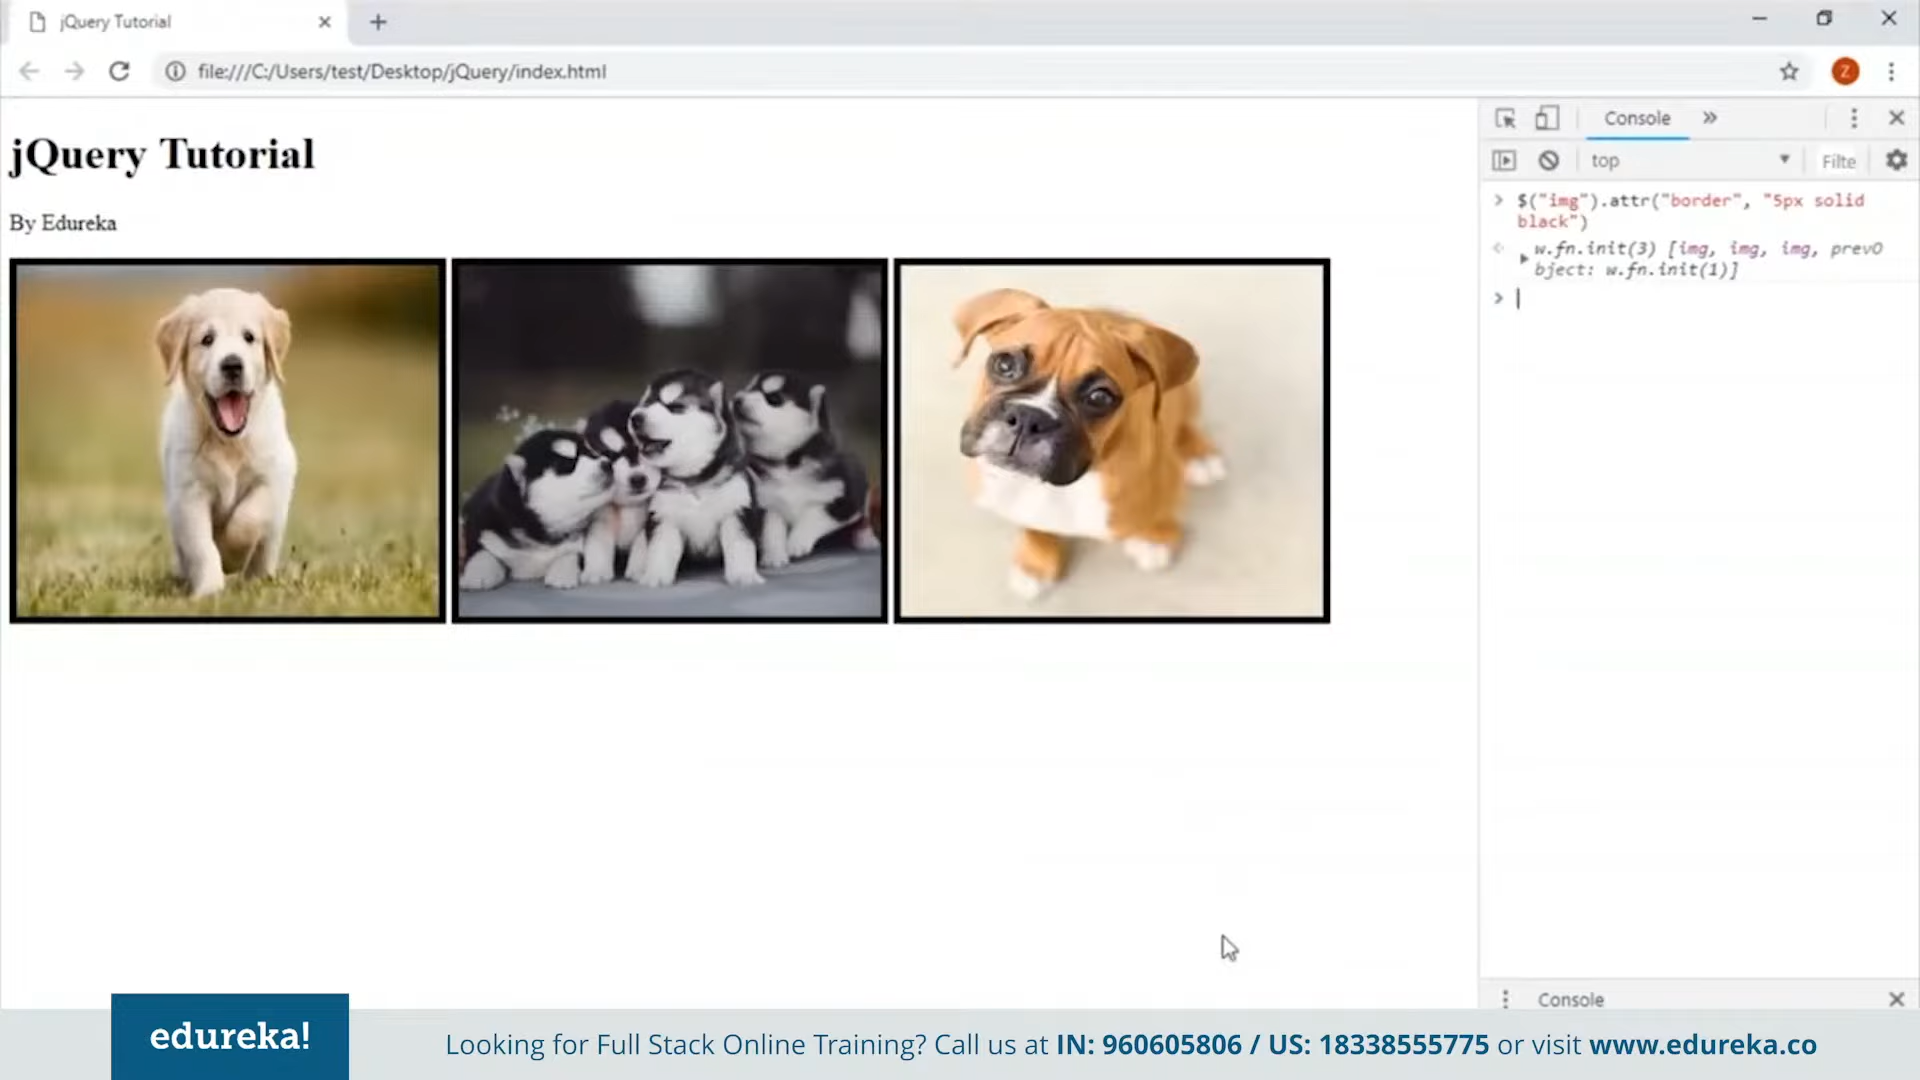 jQuery Tutorial
file:///C:/Users/test/Desktop/jQuery/index.html
Z
jQuery Tutorial
By Edureka
Console
top
Filte
$("img").attr("border", "5px solid
black")
w.fn.init(3) [img, img, img, prevO
bject: w.fn.init(1)]
Console
edureka!
Looking for Full Stack Online Training? Call us at IN: 960605806 / US: 18338555775 or visit www.edureka.co